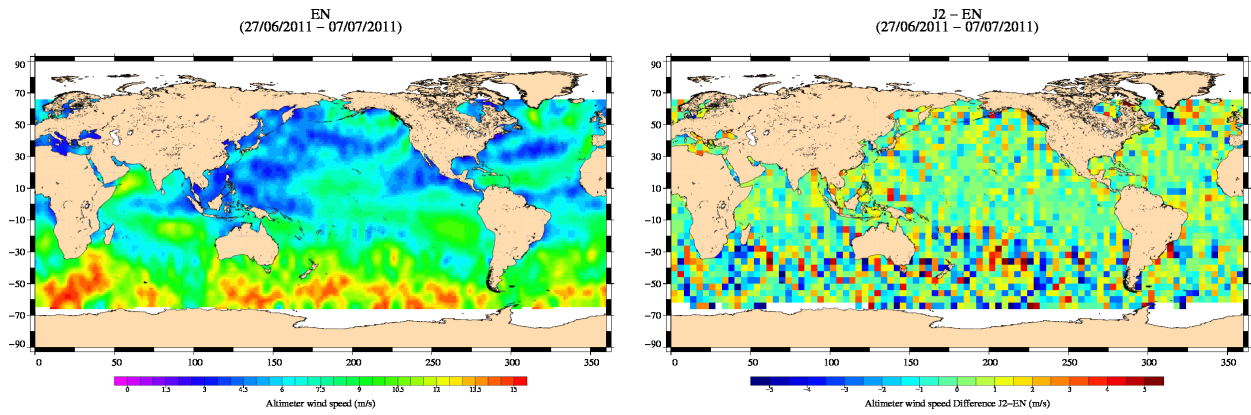 EN
(27/06/2011 – 07/07/2011)
90
70
50
30
10
−10
−30
−50
−70
−90
0 50 100 150 200 250 300 350
0 1.5 3 4.5 6 7.5 9 10.5 12 13.5 15
Altimeter wind speed (m/s)
J2 – EN
(27/06/2011 – 07/07/2011)
90
70
50
30
10
−10
−30
−50
−70
−90
0 50 100 150 200 250 300 350
−5 −4 −3 −2 −1 0 1 2 3 4 5
Altimeter wind speed Difference J2−EN (m/s)